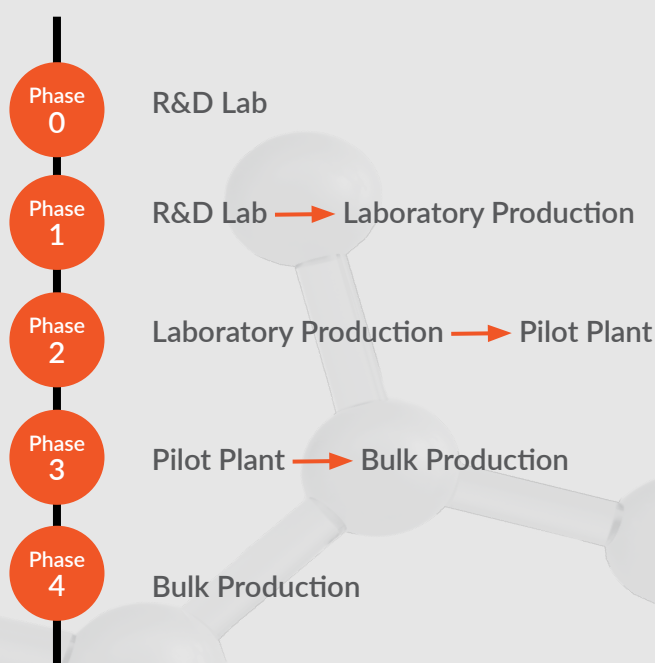 Phase
0
R&D Lab
Phase
1
R&D Lab Laboratory Production
Phase
2
Laboratory Production Pilot Plant
Phase
3
Pilot Plant Bulk Production
Phase
4
Bulk Production